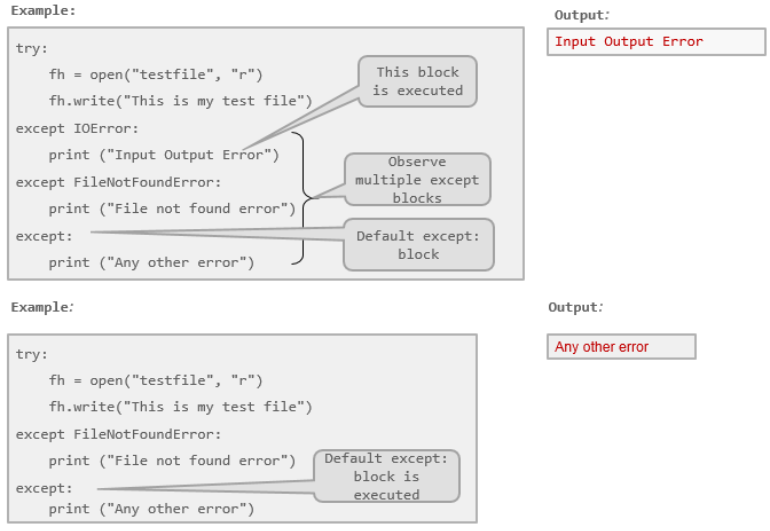 Example:
Output:
try:
fh = open("testfile", "r")
fh.write("This is my test file")
except IOError:
print ("Input Output Error")
except FileNotFoundError:
print ("File not found error")
except:
print ("Any other error")
This block
is executed
Observe
multiple except
blocks
Default except:
block
Input Output Error
Example:
Output:
try:
fh = open("testfile", "r")
fh.write("This is my test file")
except FileNotFoundError:
print ("File not found error")
except:
print ("Any other error")
Default except:
block is
executed
Any other error